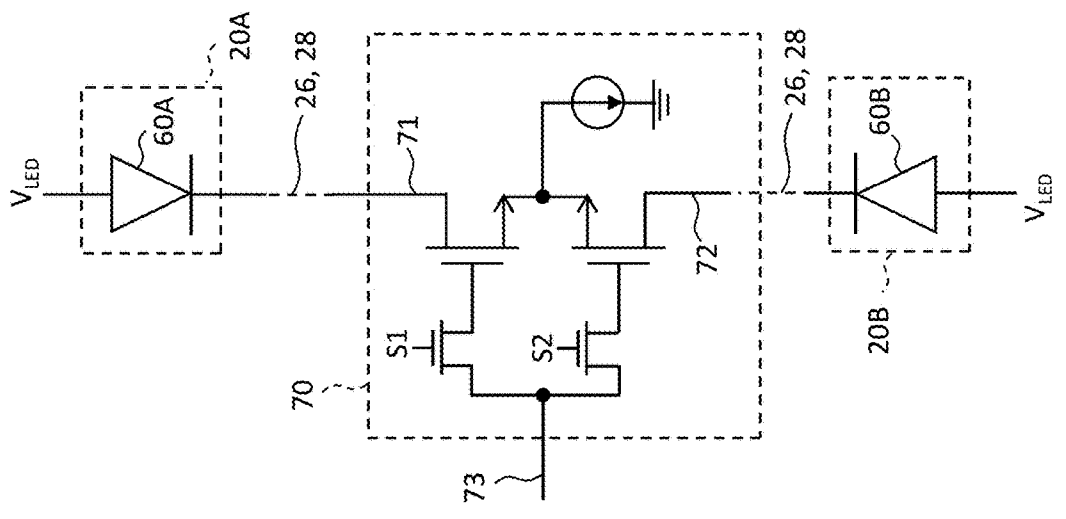 20A
V_LED
60A
26, 28
71
26, 28
60B
V_LED
72
20B
S1
S2
70
73